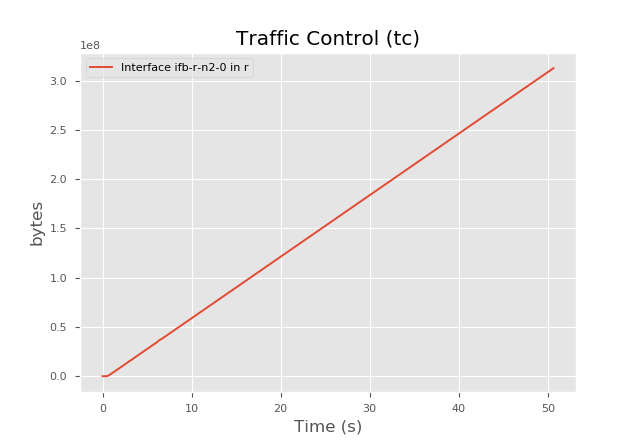 Traffic Control (tc)
1e8
Interface ifb-r-n2-0 in r
3.0
2.5
2.0
1.5
1.0
0.5
0.0
bytes
0 10 20 30 40 50
Time (s)